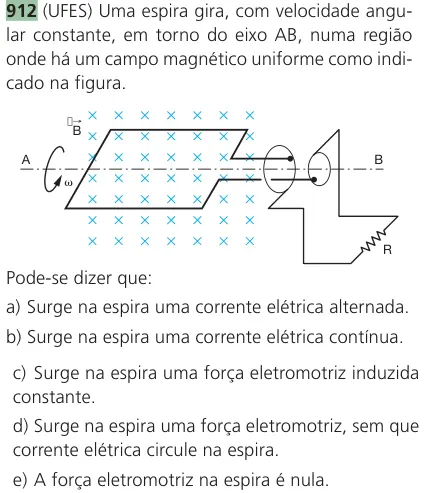 912 (UFES) Uma espira gira, com velocidade angu-
lar constante, em torno do eixo AB, numa região
onde há um campo magnético uniforme como indi-
cado na figura.
B
A
B
ω
R
Pode-se dizer que:
a) Surge na espira uma corrente elétrica alternada.
b) Surge na espira uma corrente elétrica contínua.
c) Surge na espira uma força eletromotriz induzida
constante.
d) Surge na espira uma força eletromotriz, sem que
corrente elétrica circule na espira.
e) A força eletromotriz na espira é nula.